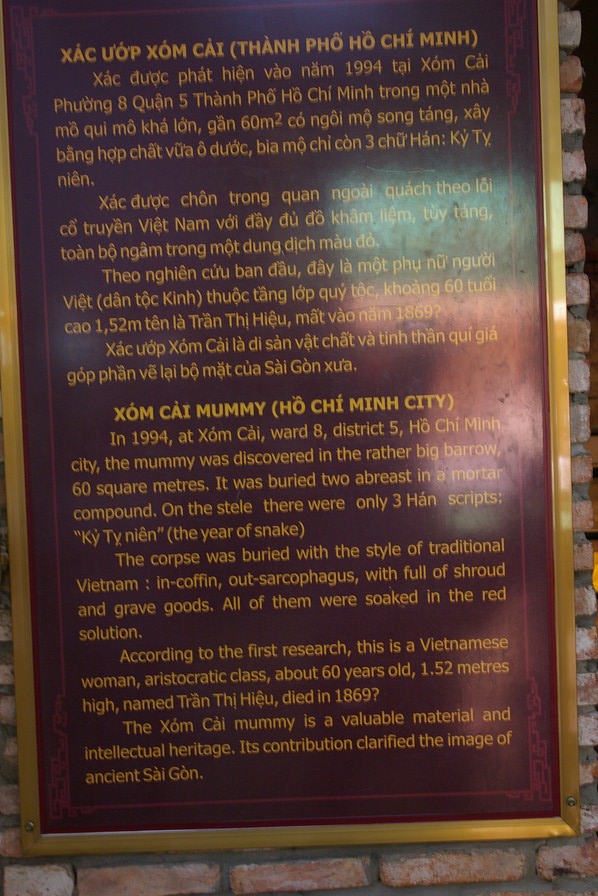 XÁC ƯỚP XÓM CẢI (THÀNH PHỐ HỒ CHÍ MINH)
Xác được phát hiện vào năm 1994 tại Xóm Cải
Phường 8 Quận 5 Thành Phố Hồ Chí Minh trong một nhà
mồ qui mô khá lớn, gần 60m² có ngôi mộ song táng, xây
bằng hợp chất vữa ô dước, bia mộ chỉ còn 3 chữ Hán: Kỷ Tỵ
niên.
Xác được chôn trong quan ngoài quách theo lối
cổ truyền Việt Nam với đầy đủ đồ khâm liệm, tùy táng,
toàn bộ ngâm trong một dung dịch màu đỏ.
Theo nghiên cứu ban đầu, đây là một phụ nữ người
Việt (dân tộc Kinh) thuộc tầng lớp quý tộc, khoảng 60 tuổi
cao 1,52m tên là Trần Thị Hiệu, mất vào năm 1869?
Xác ướp Xóm Cải là di sản vật chất và tinh thần quí giá
góp phần vẽ lại bộ mặt của Sài Gòn xưa.
XÓM CẢI MUMMY (HỒ CHÍ MINH CITY)
In 1994, at Xóm Cải, ward 8, district 5, Hồ Chí Minh
city, the mummy was discovered in the rather big barrow,
60 square metres. It was buried two abreast in a mortar
compound. On the stele there were only 3 Hán scripts:
“Kỷ Tỵ niên” (the year of snake)
The corpse was buried with the style of traditional
Vietnam : in-coffin, out-sarcophagus, with full of shroud
and grave goods. All of them were soaked in the red
solution.
According to the first research, this is a Vietnamese
woman, aristocratic class, about 60 years old, 1.52 metres
high, named Trần Thị Hiệu, died in 1869?
The Xóm Cải mummy is a valuable material and
intellectual heritage. Its contribution clarified the image of
ancient Sài Gòn.